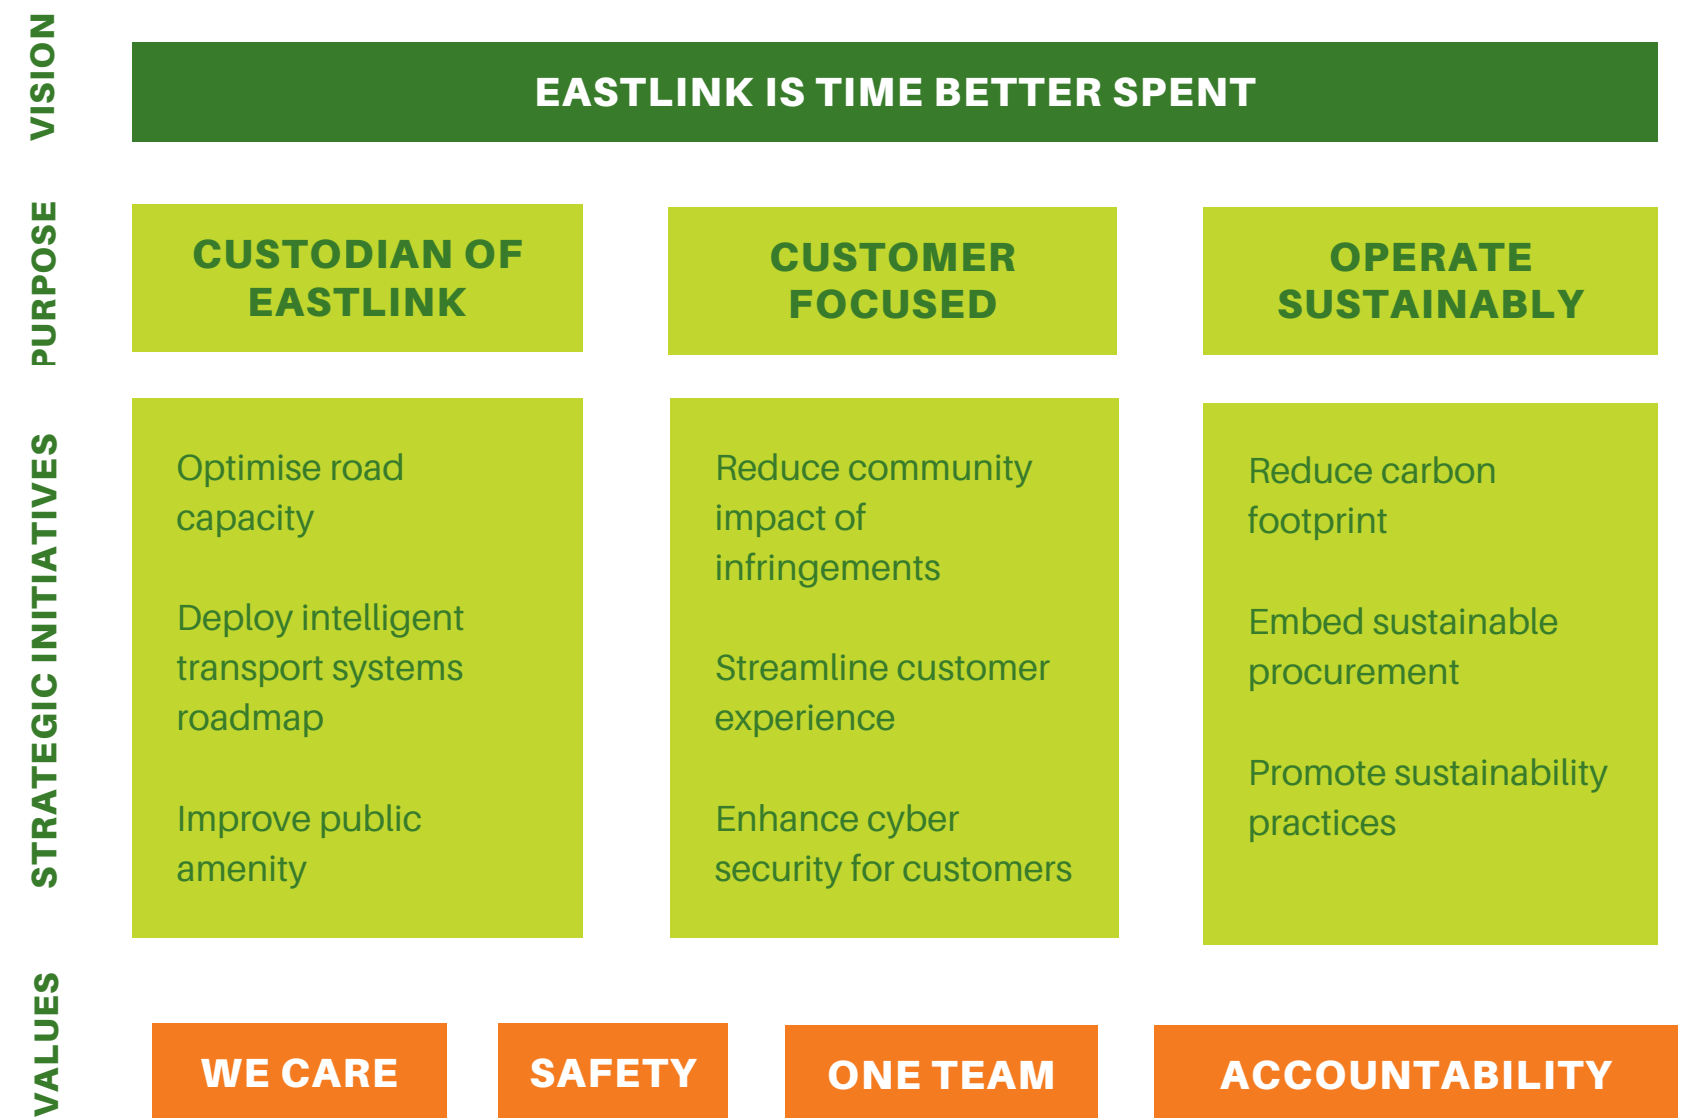 VISION
EASTLINK IS TIME BETTER SPENT
PURPOSE
CUSTODIAN OF
EASTLINK
CUSTOMER
FOCUSED
OPERATE
SUSTAINABLY
STRATEGIC INITIATIVES
Optimise road
capacity
Deploy intelligent
transport systems
roadmap
Improve public
amenity
Reduce community
impact of
infringements
Streamline customer
experience
Enhance cyber
security for customers
Reduce carbon
footprint
Embed sustainable
procurement
Promote sustainability
practices
VALUES
WE CARE
SAFETY
ONE TEAM
ACCOUNTABILITY